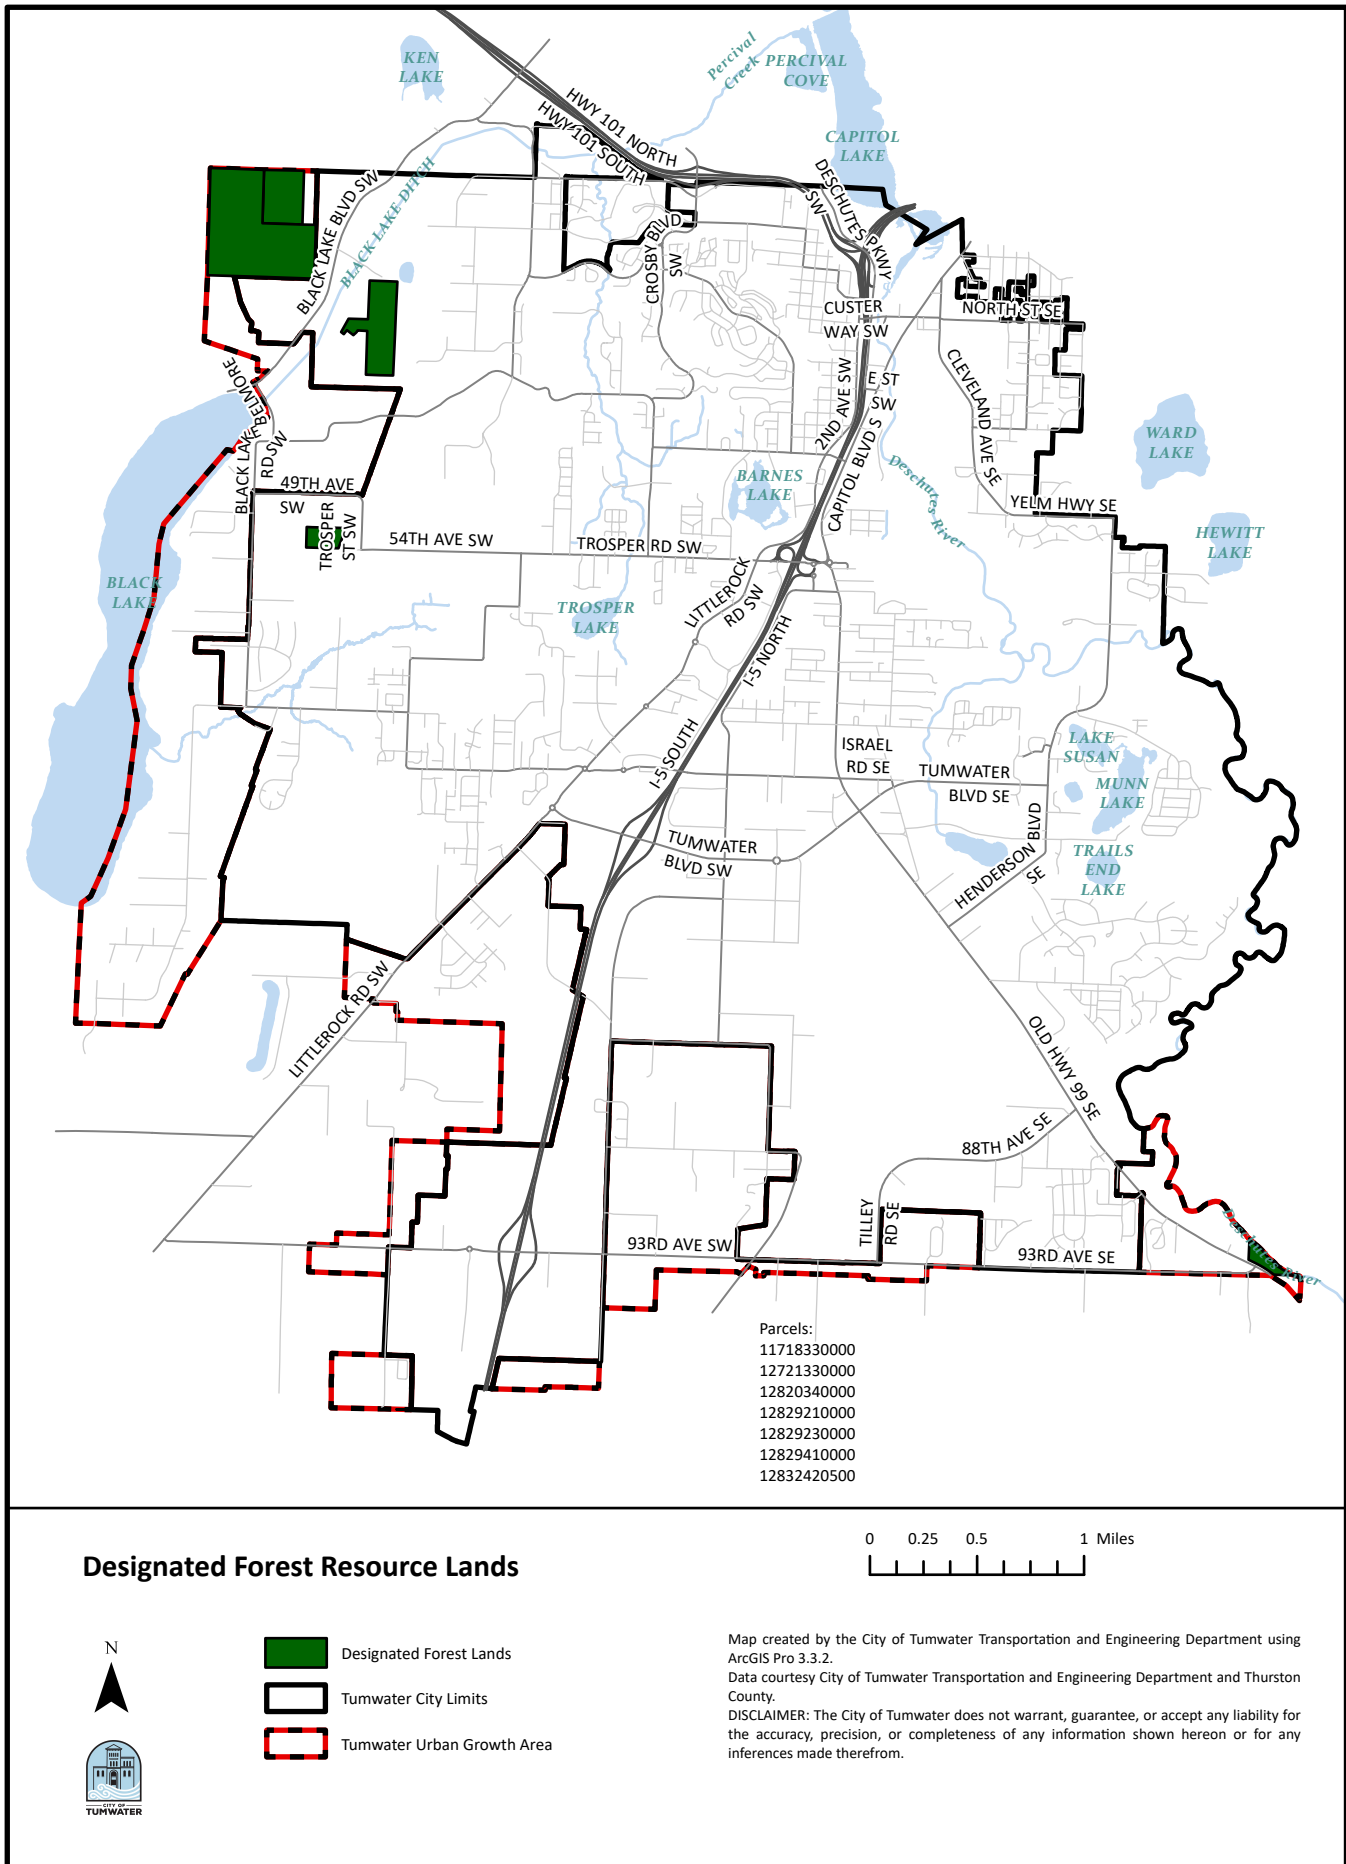 KEN
LAKE
Percival
Creek
PERCIVAL
COVE
HWY 101 NORTH
HWY 101 SOUTH
CAPITOL
LAKE
DESCHUTES PKWY
SW
BLACK LAKE BLVD SW
BLACK LAKE DITCH
CROSBY BLVD
SW
CUSTER
WAY SW
NORTH ST SE
CLEVELAND AVE SE
E ST
SW
2ND AVE SW
CAPITOL BLVD S
BLACK LAKE BELMORE
RD SW
WARD
LAKE
Deschutes River
BARNES
LAKE
49TH AVE
SW
YELM HWY SE
TROSPER
ST SW
54TH AVE SW
TROSPER RD SW
HEWITT
LAKE
BLACK
LAKE
TROSPER
LAKE
LITTLEROCK
RD SW
I-5 NORTH
I-5 SOUTH
ISRAEL
RD SE
LAKE
SUSAN
TUMWATER
BLVD SE
MUNN
LAKE
HENDERSON BLVD
SE
TUMWATER
BLVD SW
TRAILS
END
LAKE
LITTLEROCK RD SW
OLD HWY 99 SE
88TH AVE SE
TILLEY
RD SE
93RD AVE SW
93RD AVE SE
Deschutes River
Parcels:
11718330000
12721330000
12820340000
12829210000
12829230000
12829410000
12832420500
0 0.25 0.5 1 Miles
Designated Forest Resource Lands
N
Designated Forest Lands
Tumwater City Limits
Tumwater Urban Growth Area
CITY OF
TUMWATER
Map created by the City of Tumwater Transportation and Engineering Department using
ArcGIS Pro 3.3.2.
Data courtesy City of Tumwater Transportation and Engineering Department and Thurston
County.
DISCLAIMER: The City of Tumwater does not warrant, guarantee, or accept any liability for
the accuracy, precision, or completeness of any information shown hereon or for any
inferences made therefrom.